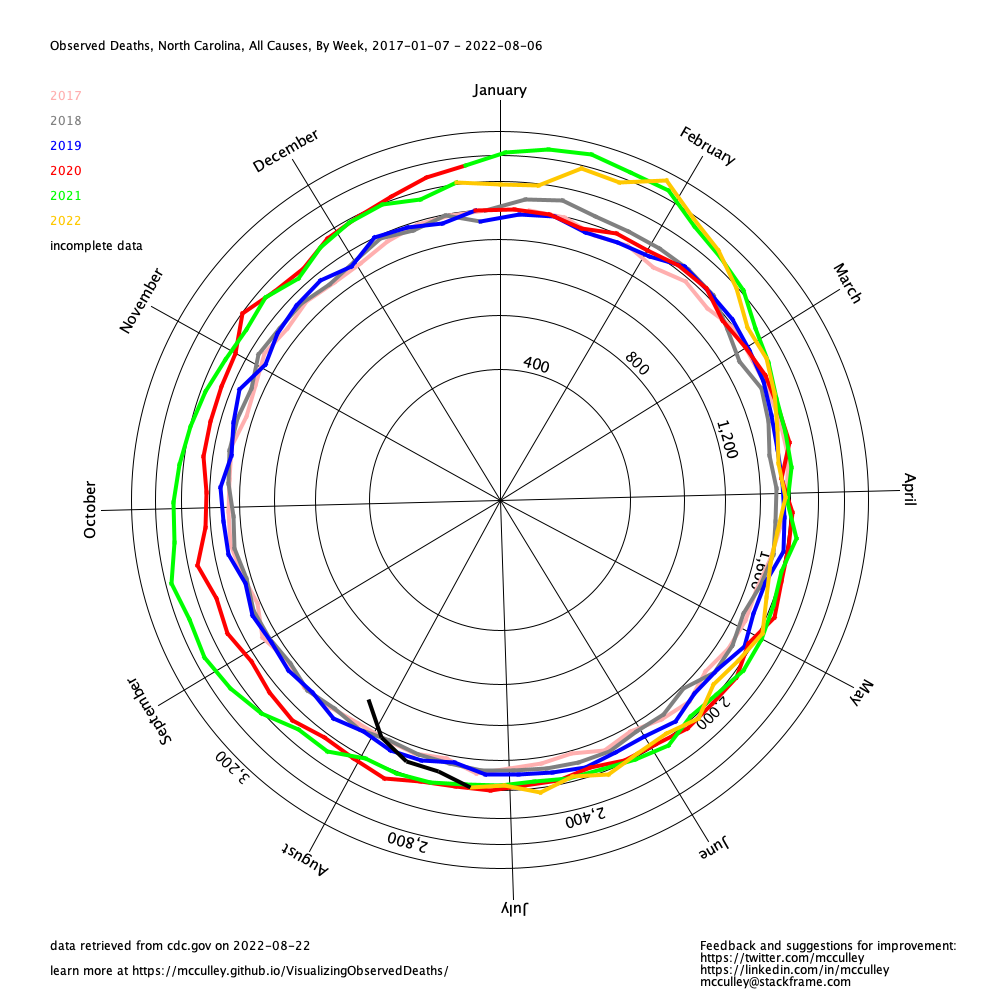 Observed Deaths, North Carolina, All Causes, By Week, 2017-01-07 - 2022-08-06
January
2017
2018
2019
2020
2021
2022
incomplete data
December
February
November
March
400
800
1,200
October
April
1,600
September
May
2,000
3,200
2,400
2,800
August
June
July
data retrieved from cdc.gov on 2022-08-22
learn more at https://mcculley.github.io/VisualizingObservedDeaths/
Feedback and suggestions for improvement:
https://twitter.com/mcculley
https://linkedin.com/in/mcculley
mcculley@stackframe.com